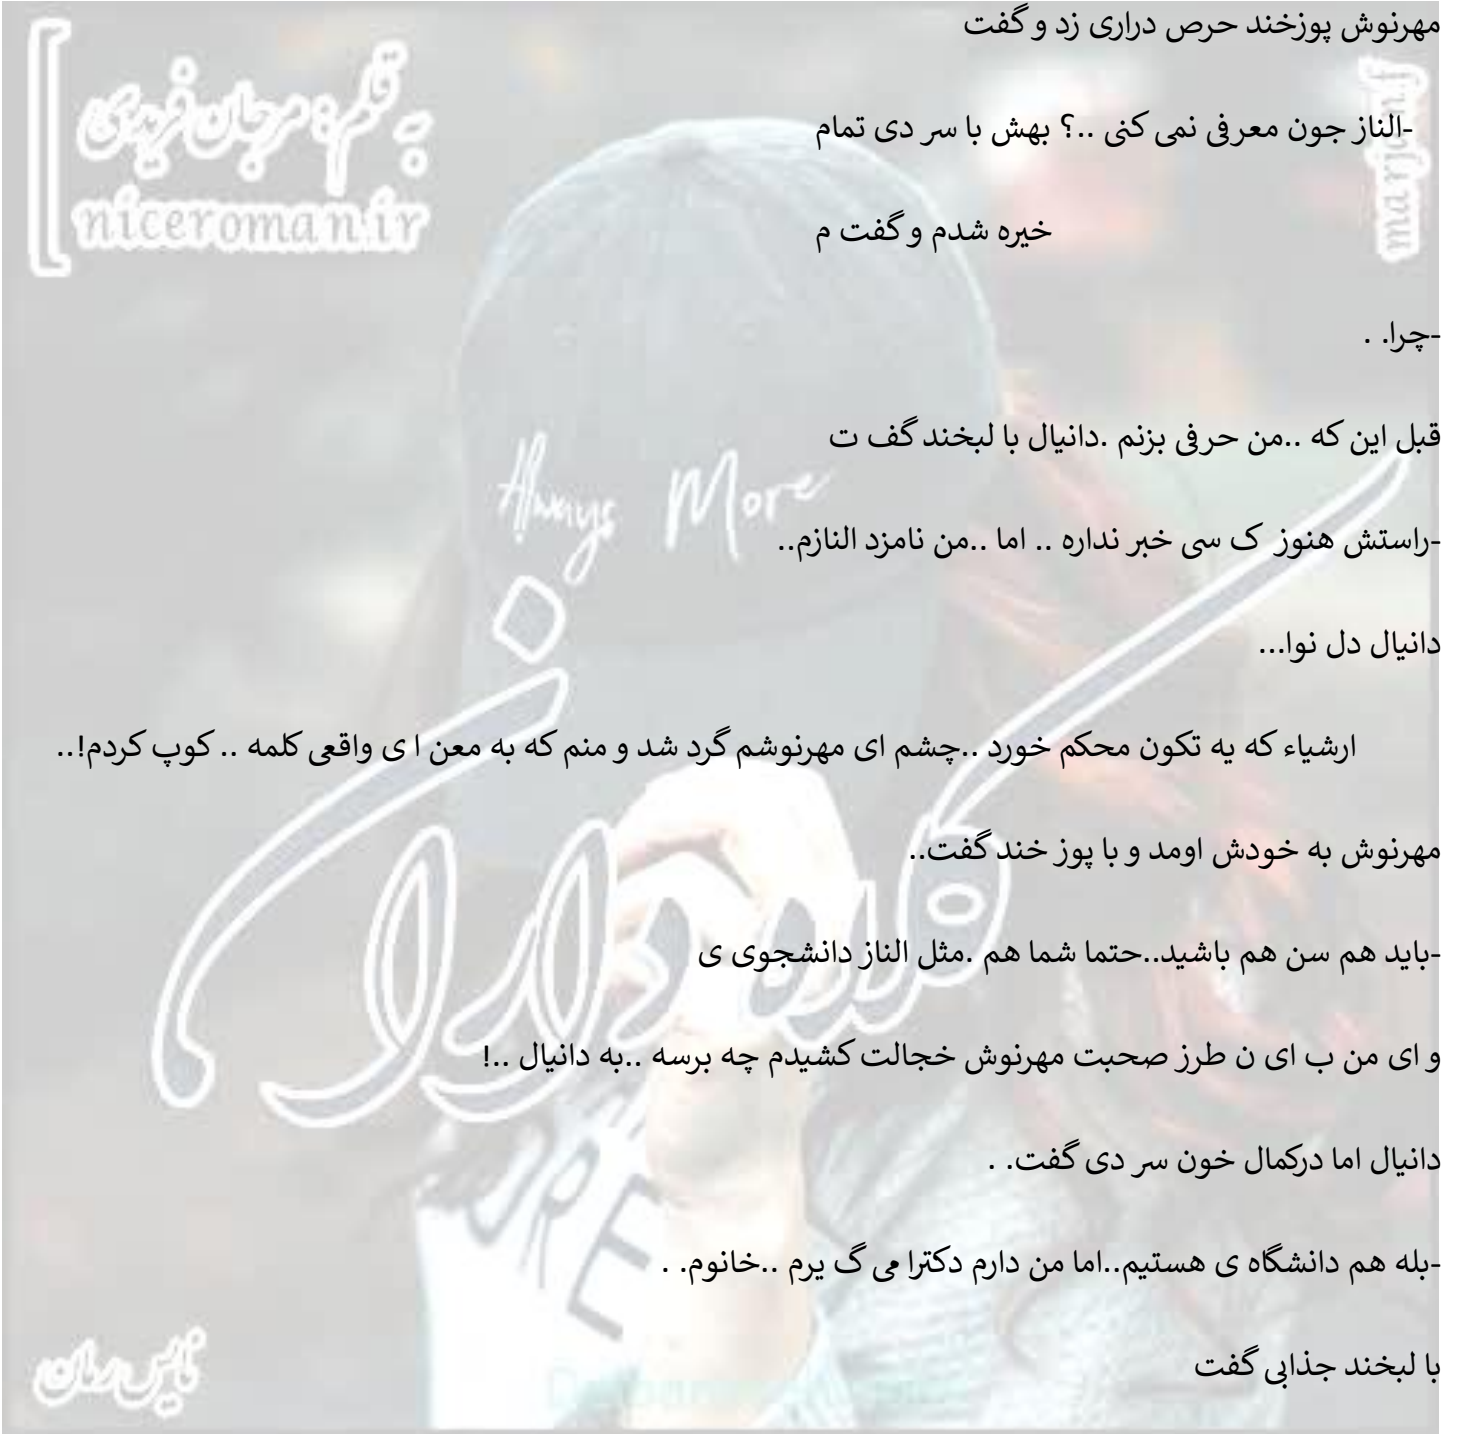 مهرنوش پوزخند حرص دراری زد و گفت
به قلم: مرجان فریدی
niceroman.ir
marjan.f
-الناز جون معرفی نمی کنی ..؟ بهش با سر دی تمام
خیره شدم و گفت م
-چرا. .
قبل این که ..من حرفی بزنم .دانیال با لبخند گف ت
Always More
-راستش هنوز ک سی خبر نداره .. اما ..من نامزد النازم..
دانیال دل نوا...
ارشیاء که یه تکون محکم خورد ..چشم ای مهرنوشم گرد شد و منم که به معن ا ی واقعی کلمه .. کوپ کردم!..
مهرنوش به خودش اومد و با پوز خند گفت..
-باید هم سن هم باشید..حتما شما هم .مثل الناز دانشجوی ی
و ای من ب ای ن طرز صحبت مهرنوش خجالت کشیدم چه برسه ..به دانیال ..!
دانیال اما درکمال خون سر دی گفت. .
-بله هم دانشگاه ی هستیم..اما من دارم دکترا می گ یرم ..خانوم. .
با لبخند جذابی گفت
نایس رمان